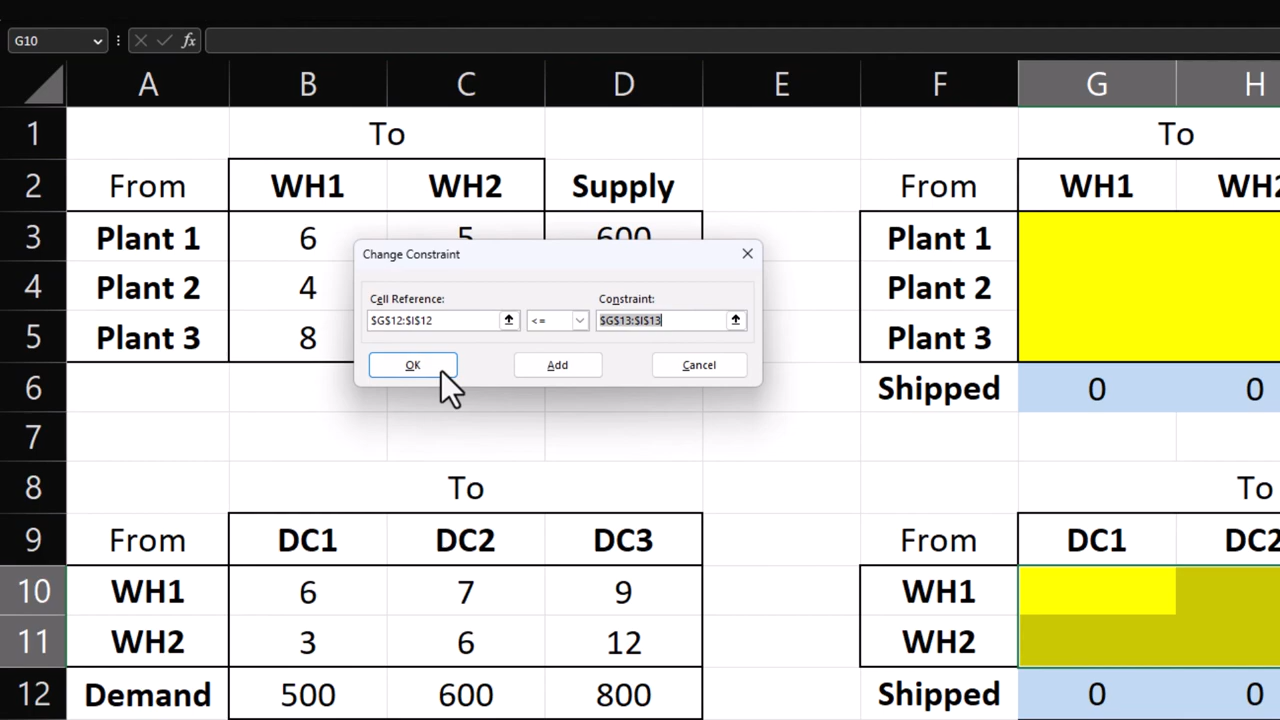 G10 fx
A B C D E F G H
1 To To
2 From WH1 WH2 Supply From WH1
3 Plant 1 6 5 600 Plant 1
4 Plant 2 4 Plant 2
5 Plant 3 8 Plant 3
Change Constraint
Cell Reference: Constraint:
$G$12:$I$12 <= $G$13:$I$13
OK Add Cancel
6 Shipped 0 0
7
8 To To
9 From DC1 DC2 DC3 From DC1 DC2
10 WH1 6 7 9 WH1
11 WH2 3 6 12 WH2
12 Demand 500 600 800 Shipped 0 0